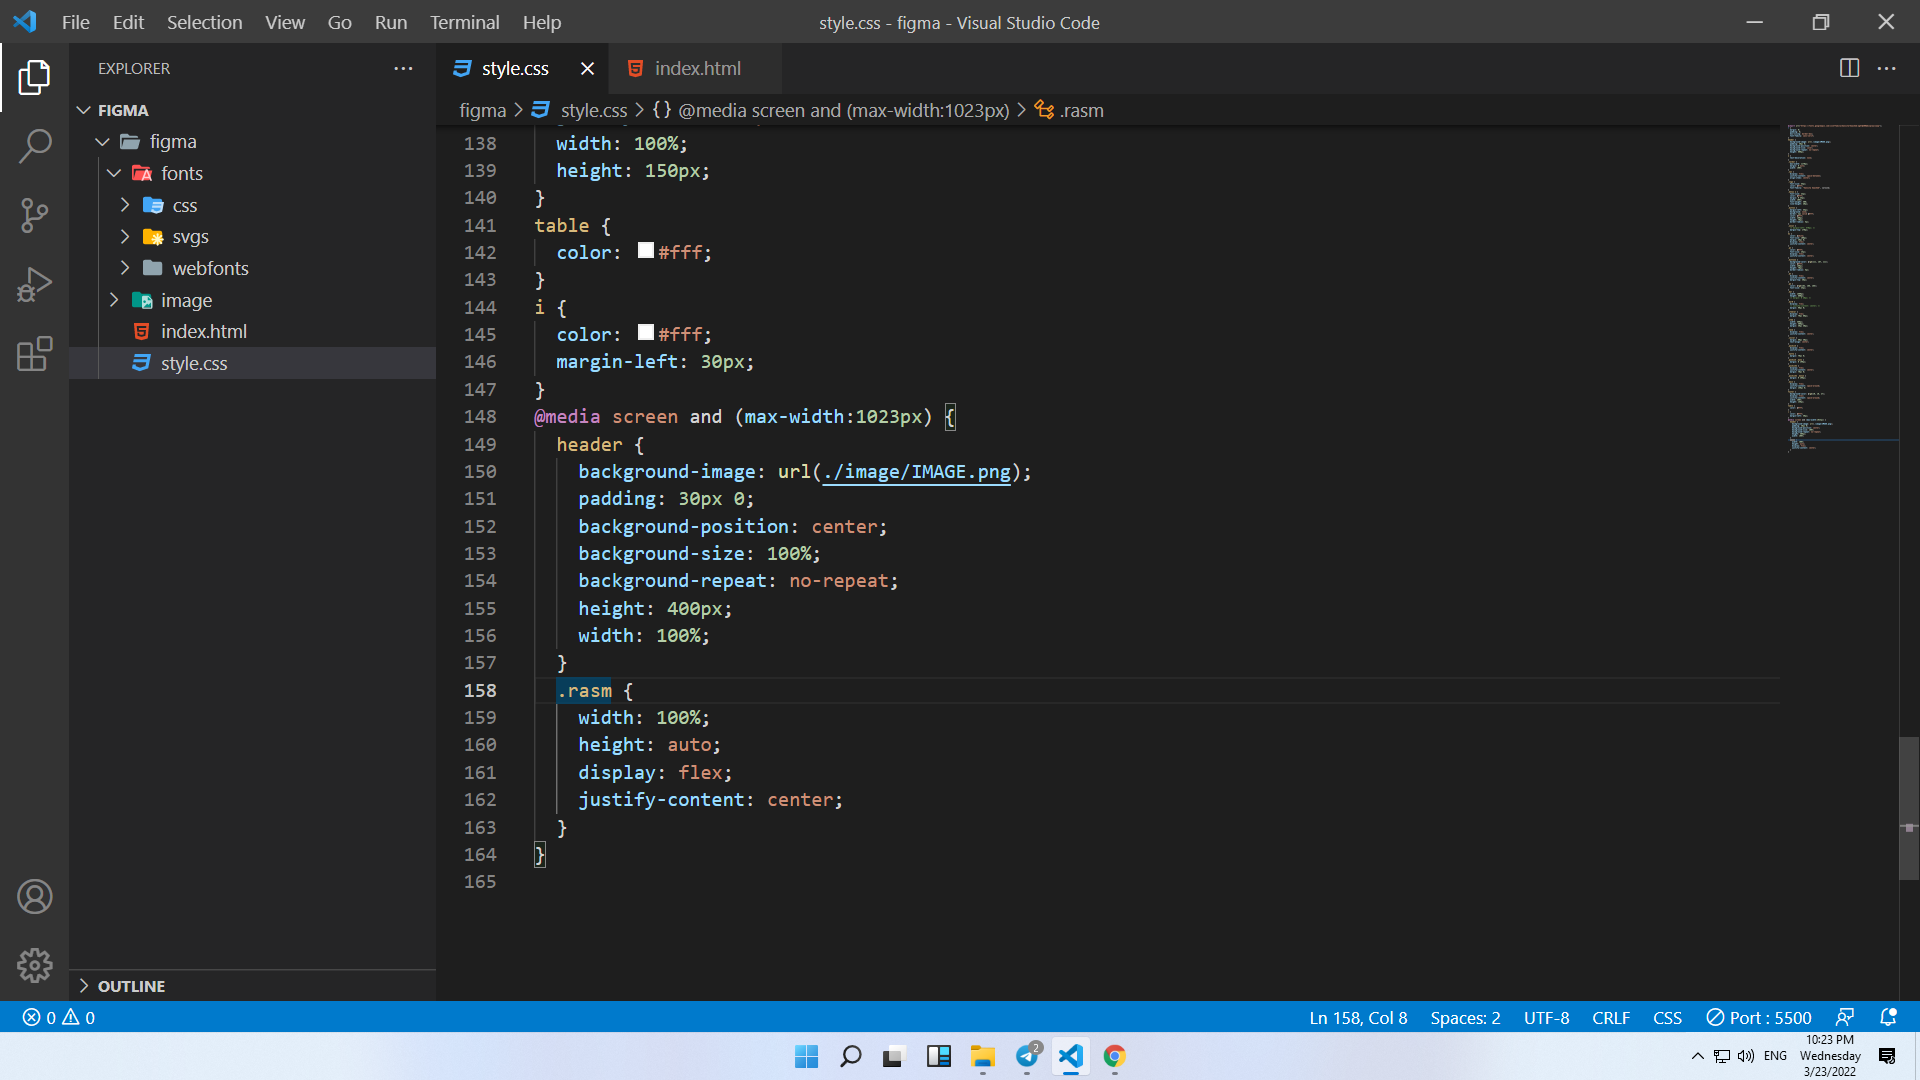 File Edit Selection View Go Run Terminal Help
style.css - figma - Visual Studio Code
EXPLORER
style.css
index.html
FIGMA
figma
fonts
css
svgs
webfonts
image
index.html
style.css
OUTLINE
figma > style.css > {} @media screen and (max-width:1023px) > .rasm
138 width: 100%;
139 height: 150px;
140 }
141 table {
142 color: #fff;
143 }
144 i {
145 color: #fff;
146 margin-left: 30px;
147 }
148 @media screen and (max-width:1023px) {
149 header {
150 background-image: url(./image/IMAGE.png);
151 padding: 30px 0;
152 background-position: center;
153 background-size: 100%;
154 background-repeat: no-repeat;
155 height: 400px;
156 width: 100%;
157 }
158 .rasm {
159 width: 100%;
160 height: auto;
161 display: flex;
162 justify-content: center;
163 }
164 }
165
0 0
Ln 158, Col 8 Spaces: 2 UTF-8 CRLF CSS Port : 5500
2
ENG
10:23 PM
Wednesday
3/23/2022